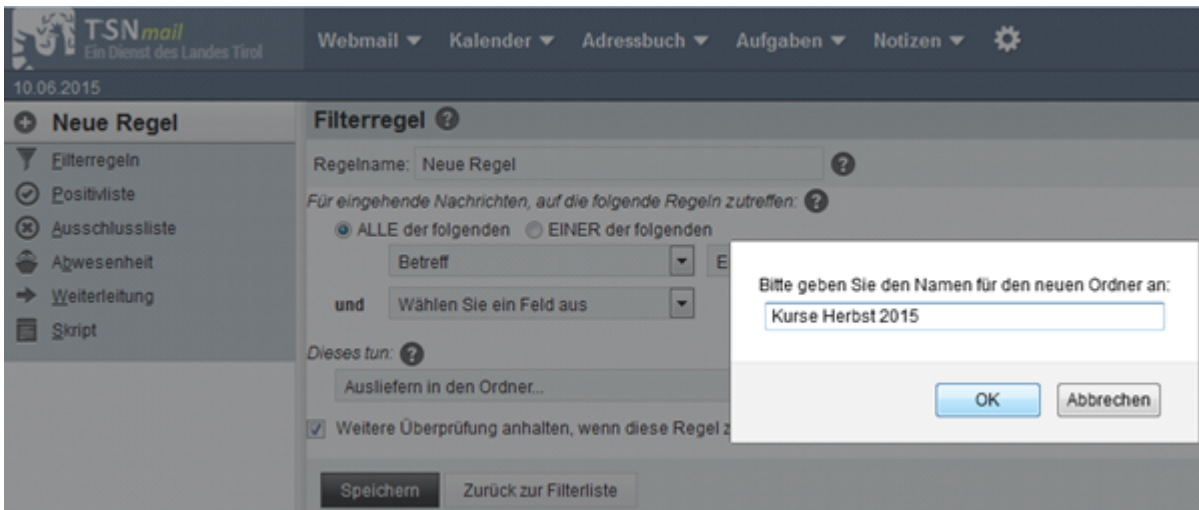 TSNmail
Ein Dienst des Landes Tirol
Webmail Kalender Adressbuch Aufgaben Notizen
10.06.2015
Neue Regel
Filterregeln
Positivliste
Ausschlussliste
Abwesenheit
Weiterleitung
Skript
Filterregel
Regelname: Neue Regel
Für eingehende Nachrichten, auf die folgende Regeln zutreffen:
ALLE der folgenden EINER der folgenden
Betreff E
und Wählen Sie ein Feld aus
Dieses tun:
Ausliefern in den Ordner...
Weitere Überprüfung anhalten, wenn diese Regel z
Speichern Zurück zur Filterliste
Bitte geben Sie den Namen für den neuen Ordner an:
Kurse Herbst 2015
OK Abbrechen